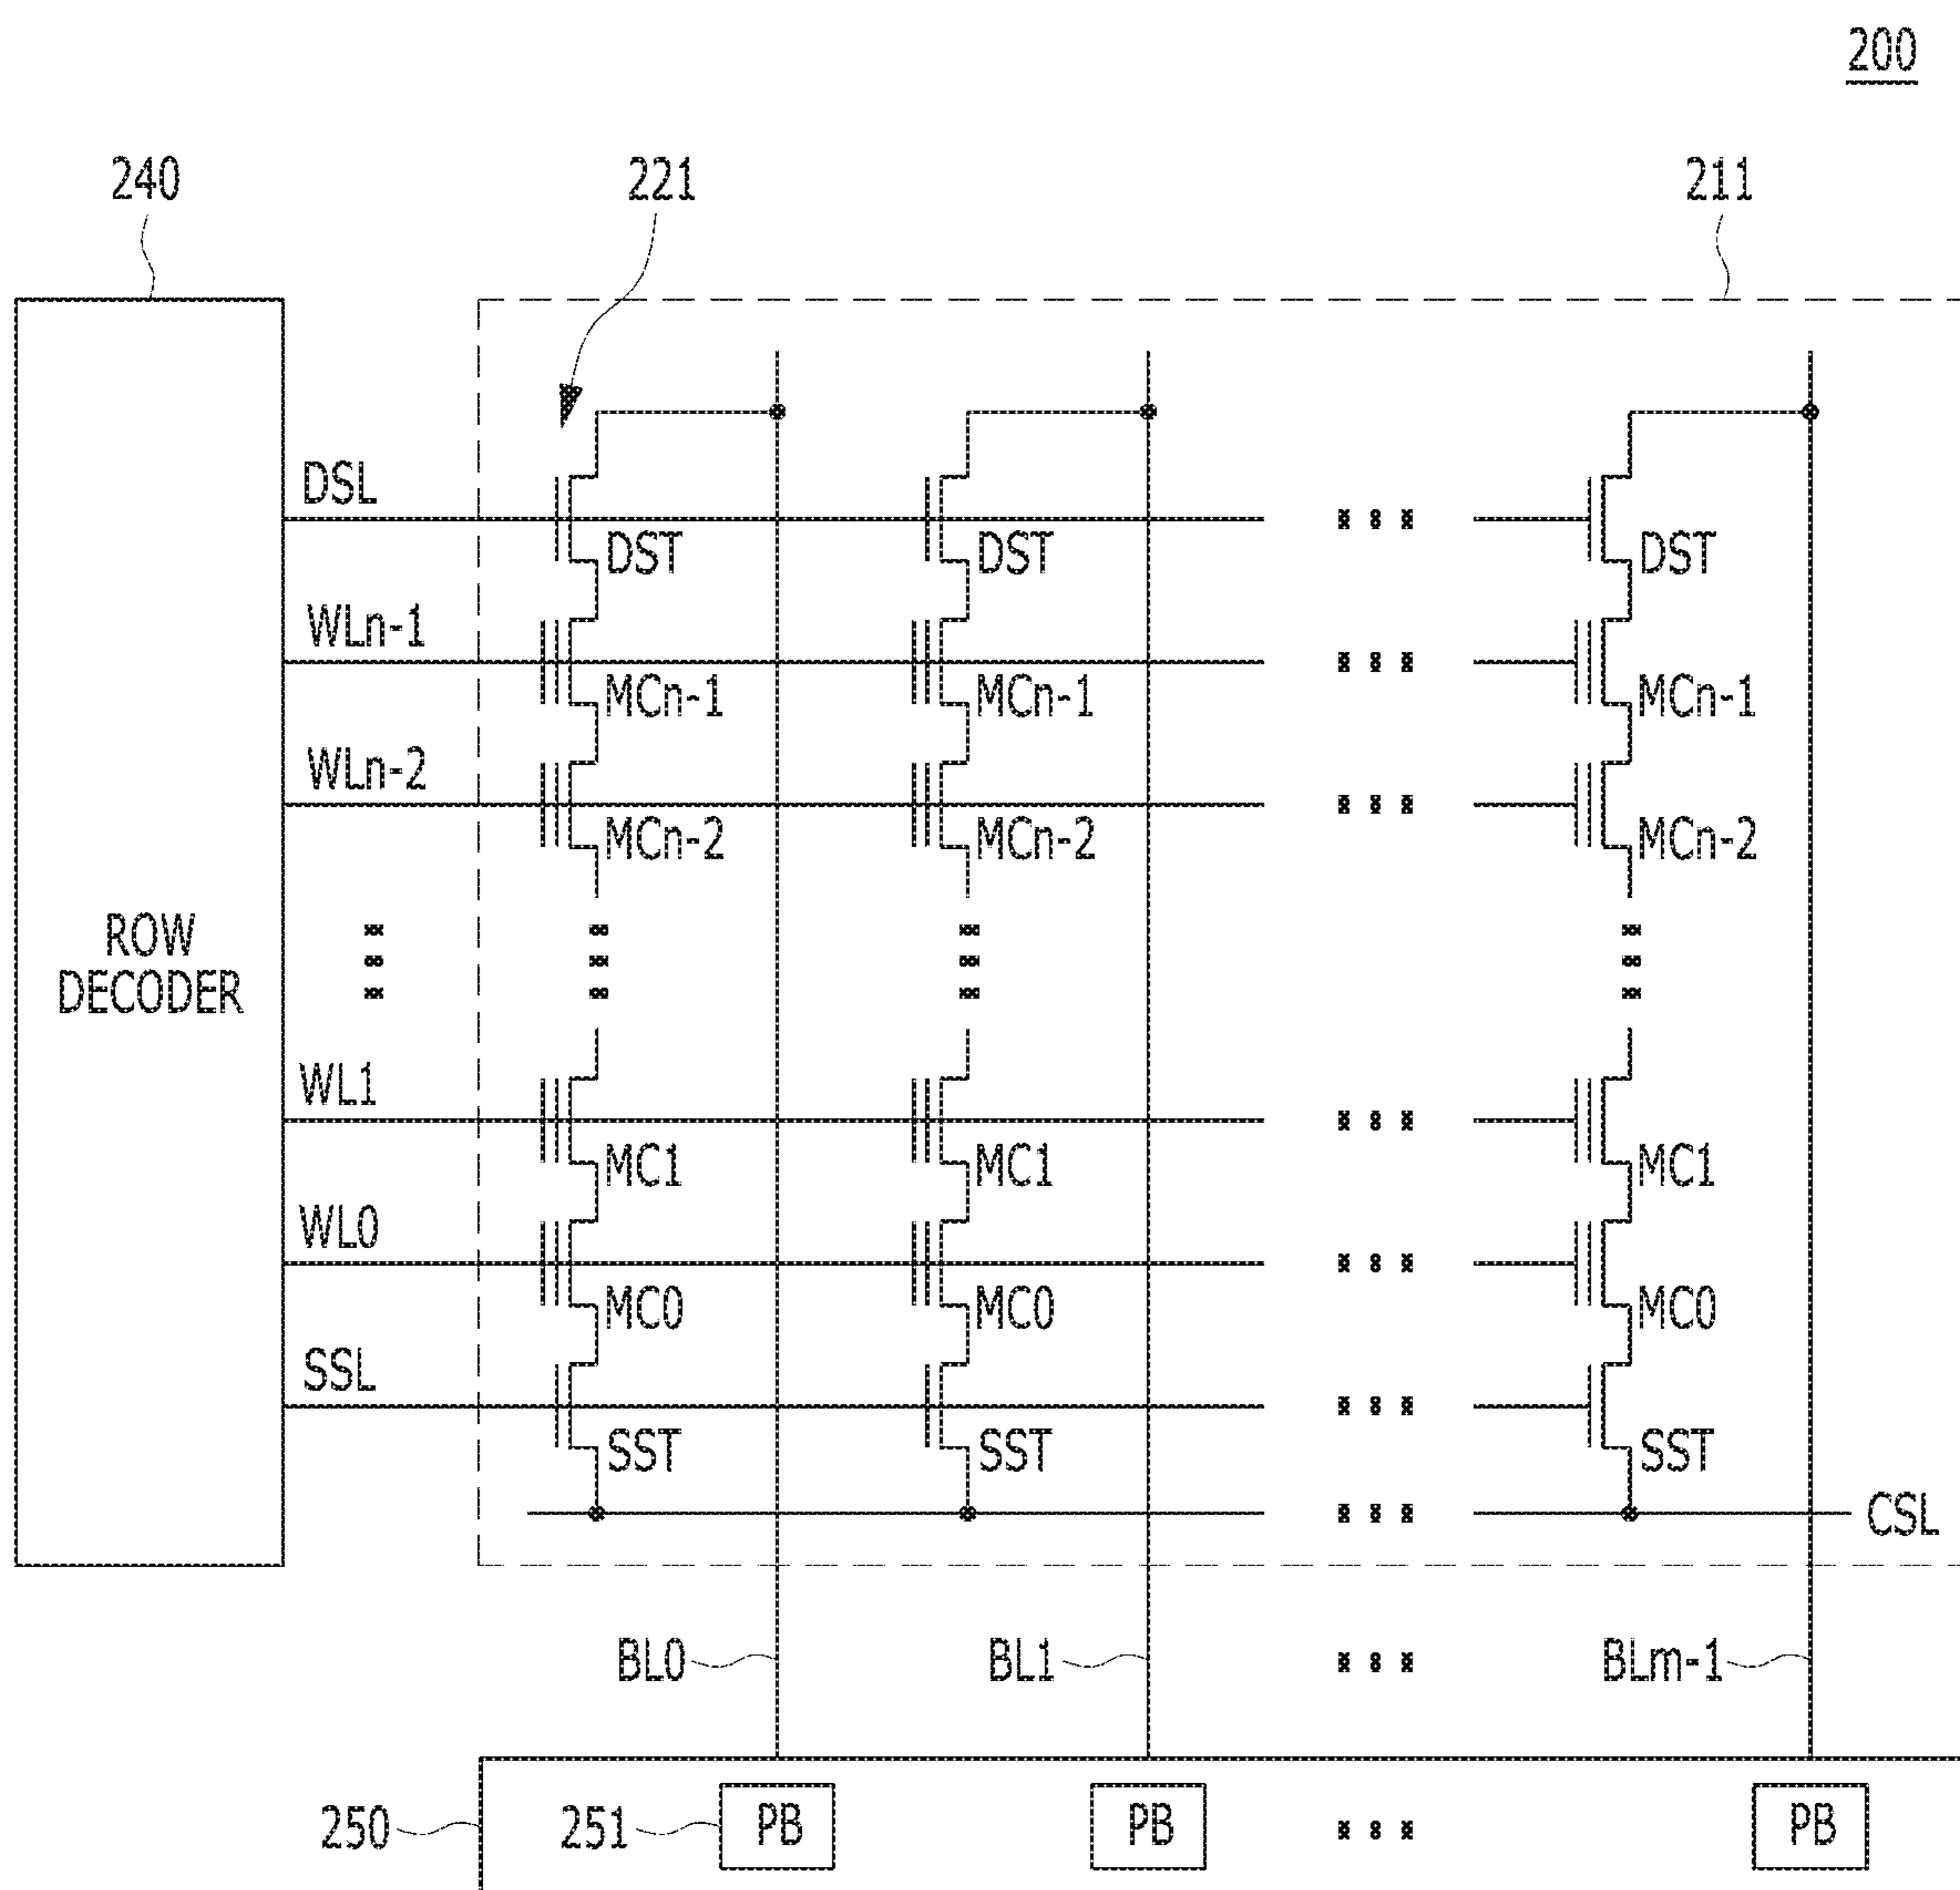 200
240
221
211
DSL
DST DST DST
WLn-1
MCn-1 MCn-1 MCn-1
WLn-2
MCn-2 MCn-2 MCn-2
ROW
DECODER
WL1
MC1 MC1 MC1
WL0
MC0 MC0 MC0
SSL
SST SST SST
CSL
BL0 BL1 BLm-1
250 251 PB PB PB